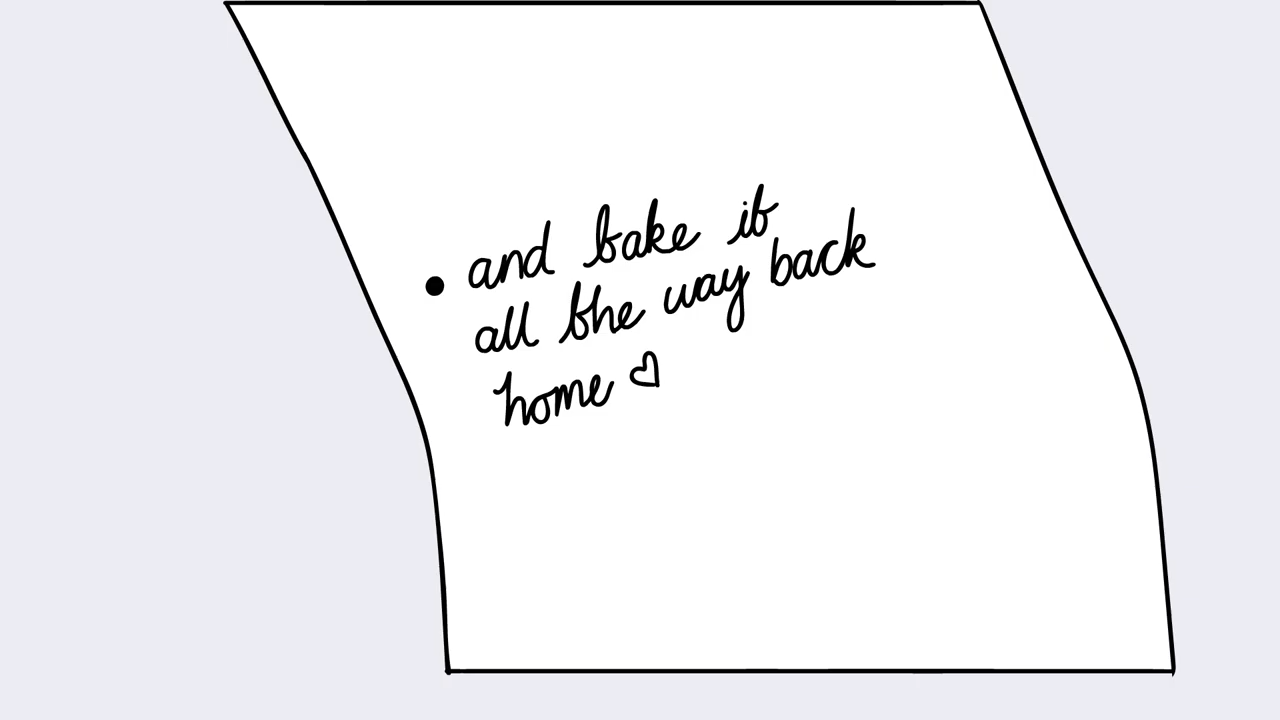 • and take it
all the way back
home ♡